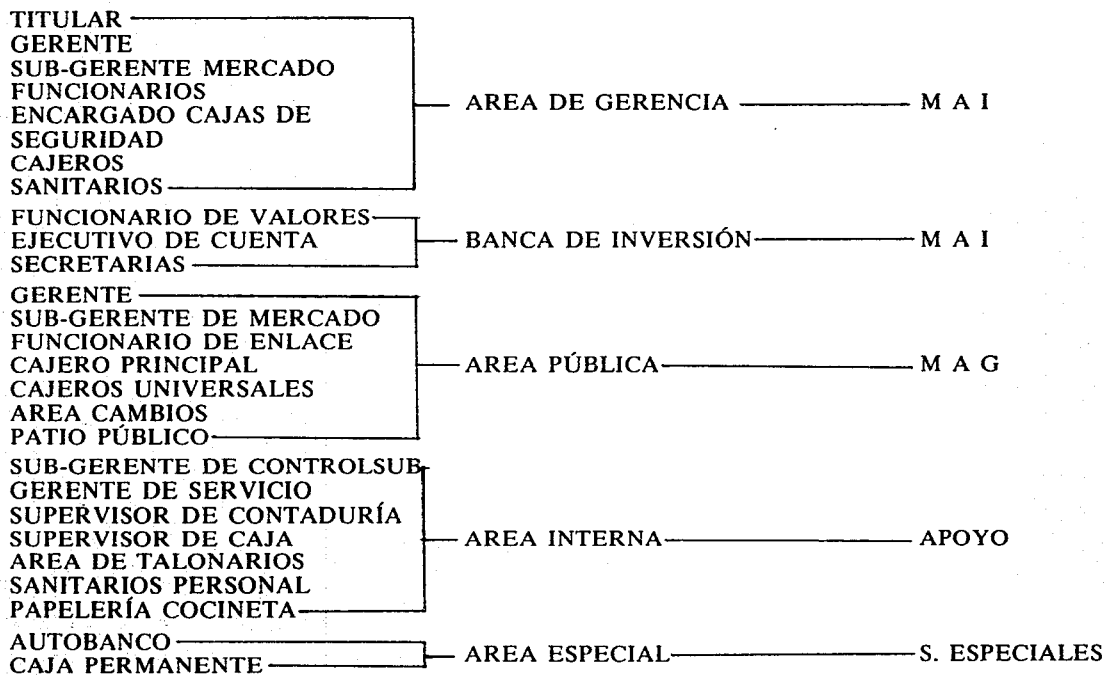 TITULAR
GERENTE
SUB-GERENTE MERCADO
FUNCIONARIOS
ENCARGADO CAJAS DE
SEGURIDAD
CAJEROS
SANITARIOS
AREA DE GERENCIA
M A I
FUNCIONARIO DE VALORES
EJECUTIVO DE CUENTA
SECRETARIAS
BANCA DE INVERSIÓN
M A I
GERENTE
SUB-GERENTE DE MERCADO
FUNCIONARIO DE ENLACE
CAJERO PRINCIPAL
CAJEROS UNIVERSALES
AREA CAMBIOS
PATIO PÚBLICO
AREA PÚBLICA
M A G
SUB-GERENTE DE CONTROLSUB
GERENTE DE SERVICIO
SUPERVISOR DE CONTADURÍA
SUPERVISOR DE CAJA
AREA DE TALONARIOS
SANITARIOS PERSONAL
PAPELERÍA COCINETA
AREA INTERNA
APOYO
AUTOBANCO
CAJA PERMANENTE
AREA ESPECIAL
S. ESPECIALES